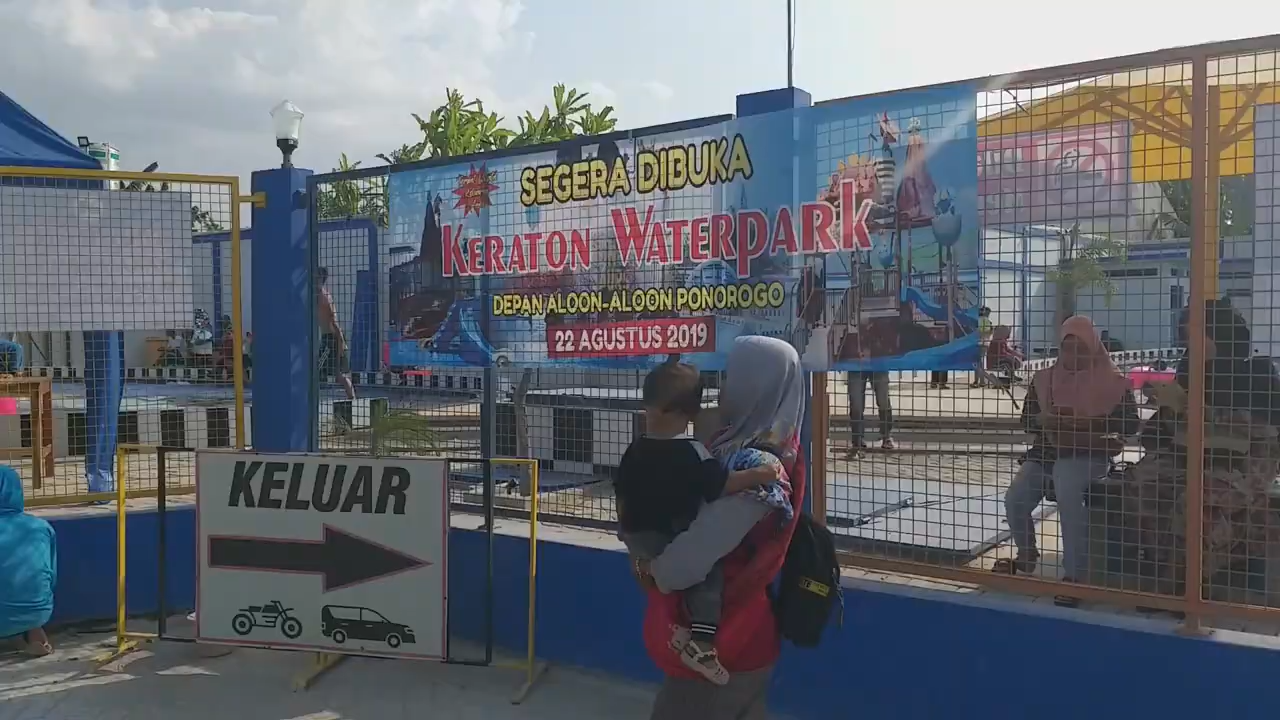 SEGERA DIBUKA
KERATON WATERPARK
DEPAN ALOON-ALOON PONOROGO
22 AGUSTUS 2019
KELUAR